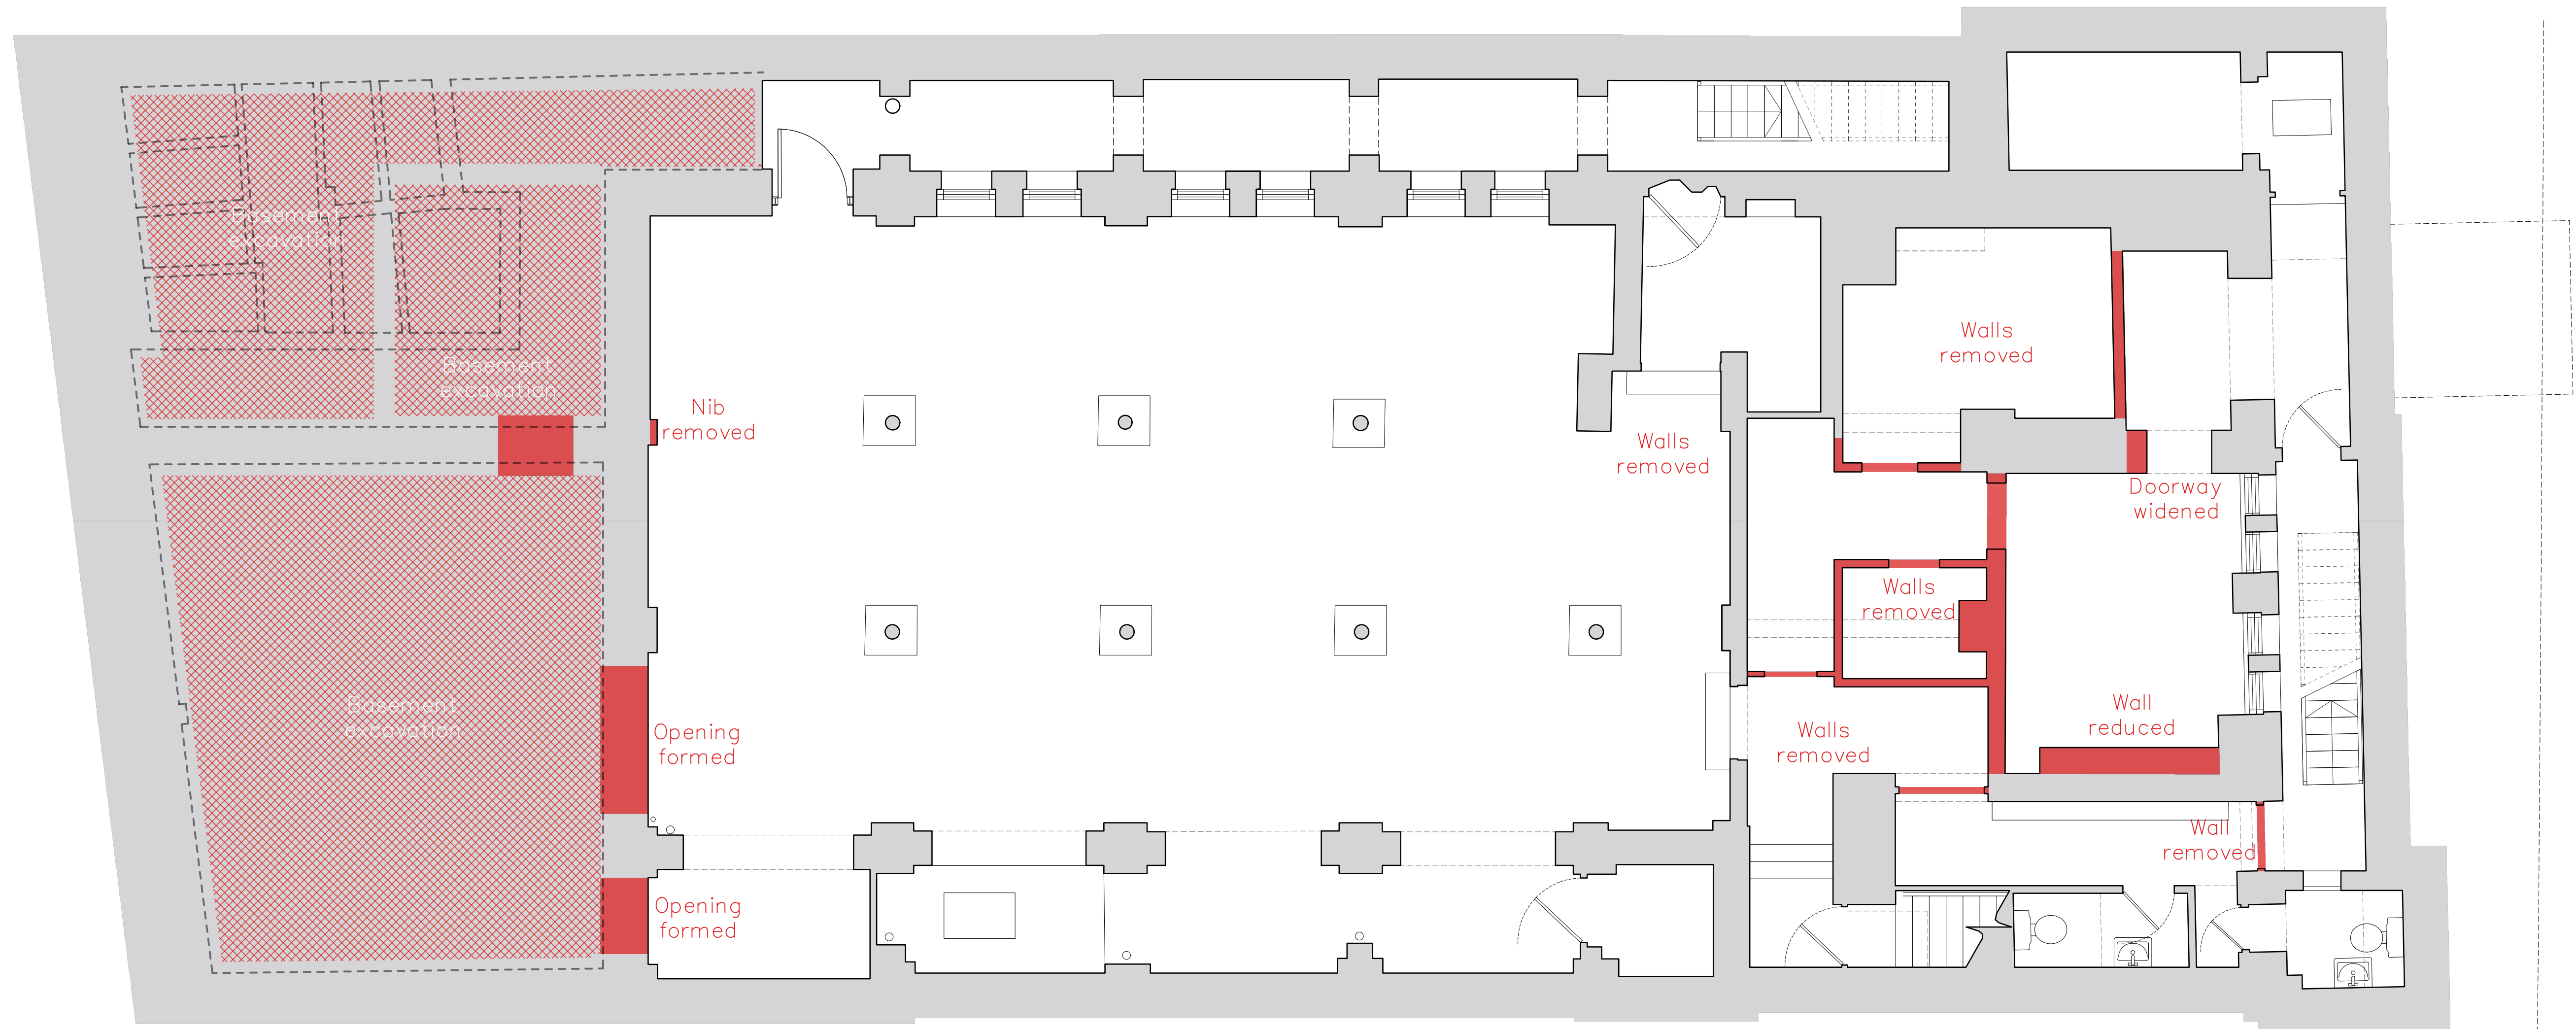 Basement
excavation
Basement
excavation
Basement
excavation
Nib
removed
Opening
formed
Opening
formed
Walls
removed
Walls
removed
Doorway
widened
Walls
removed
Wall
reduced
Walls
removed
Wall
removed